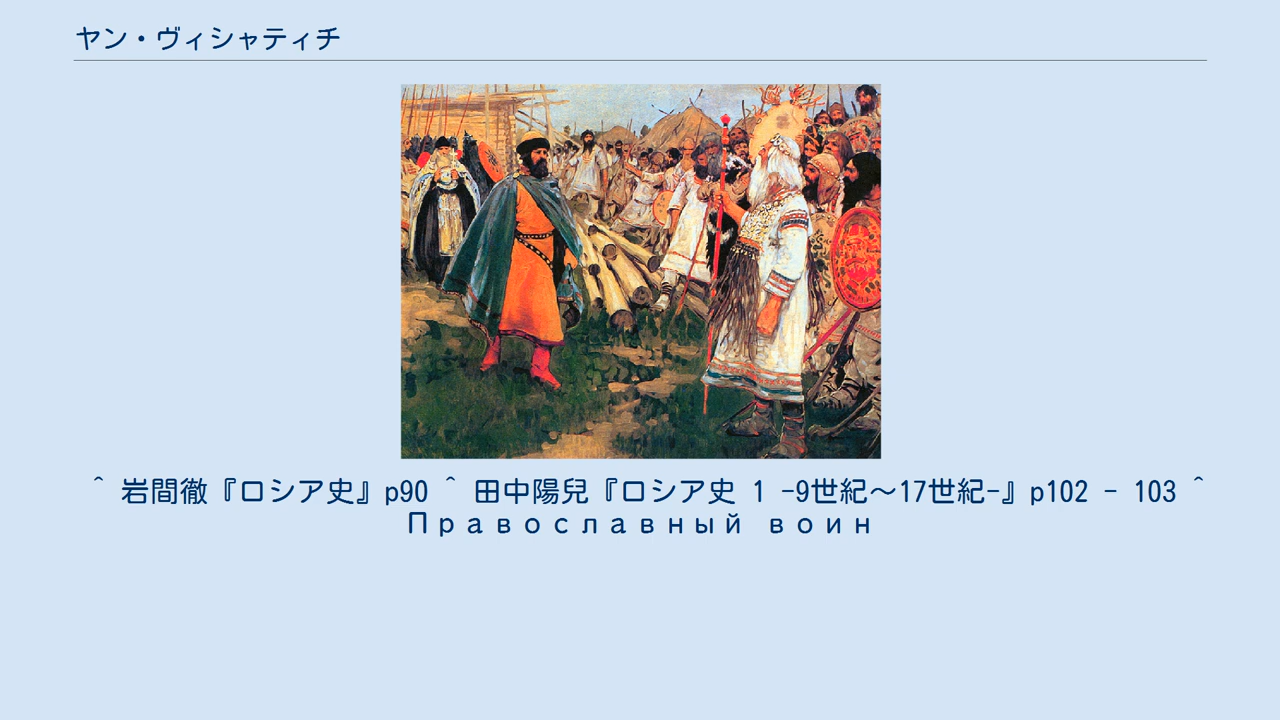 ヤン・ヴィシャティチ
^ 岩間徹『ロシア史』p90 ^ 田中陽兒『ロシア史 1 -9世紀〜17世紀-』p102 - 103 ^
Православный воин